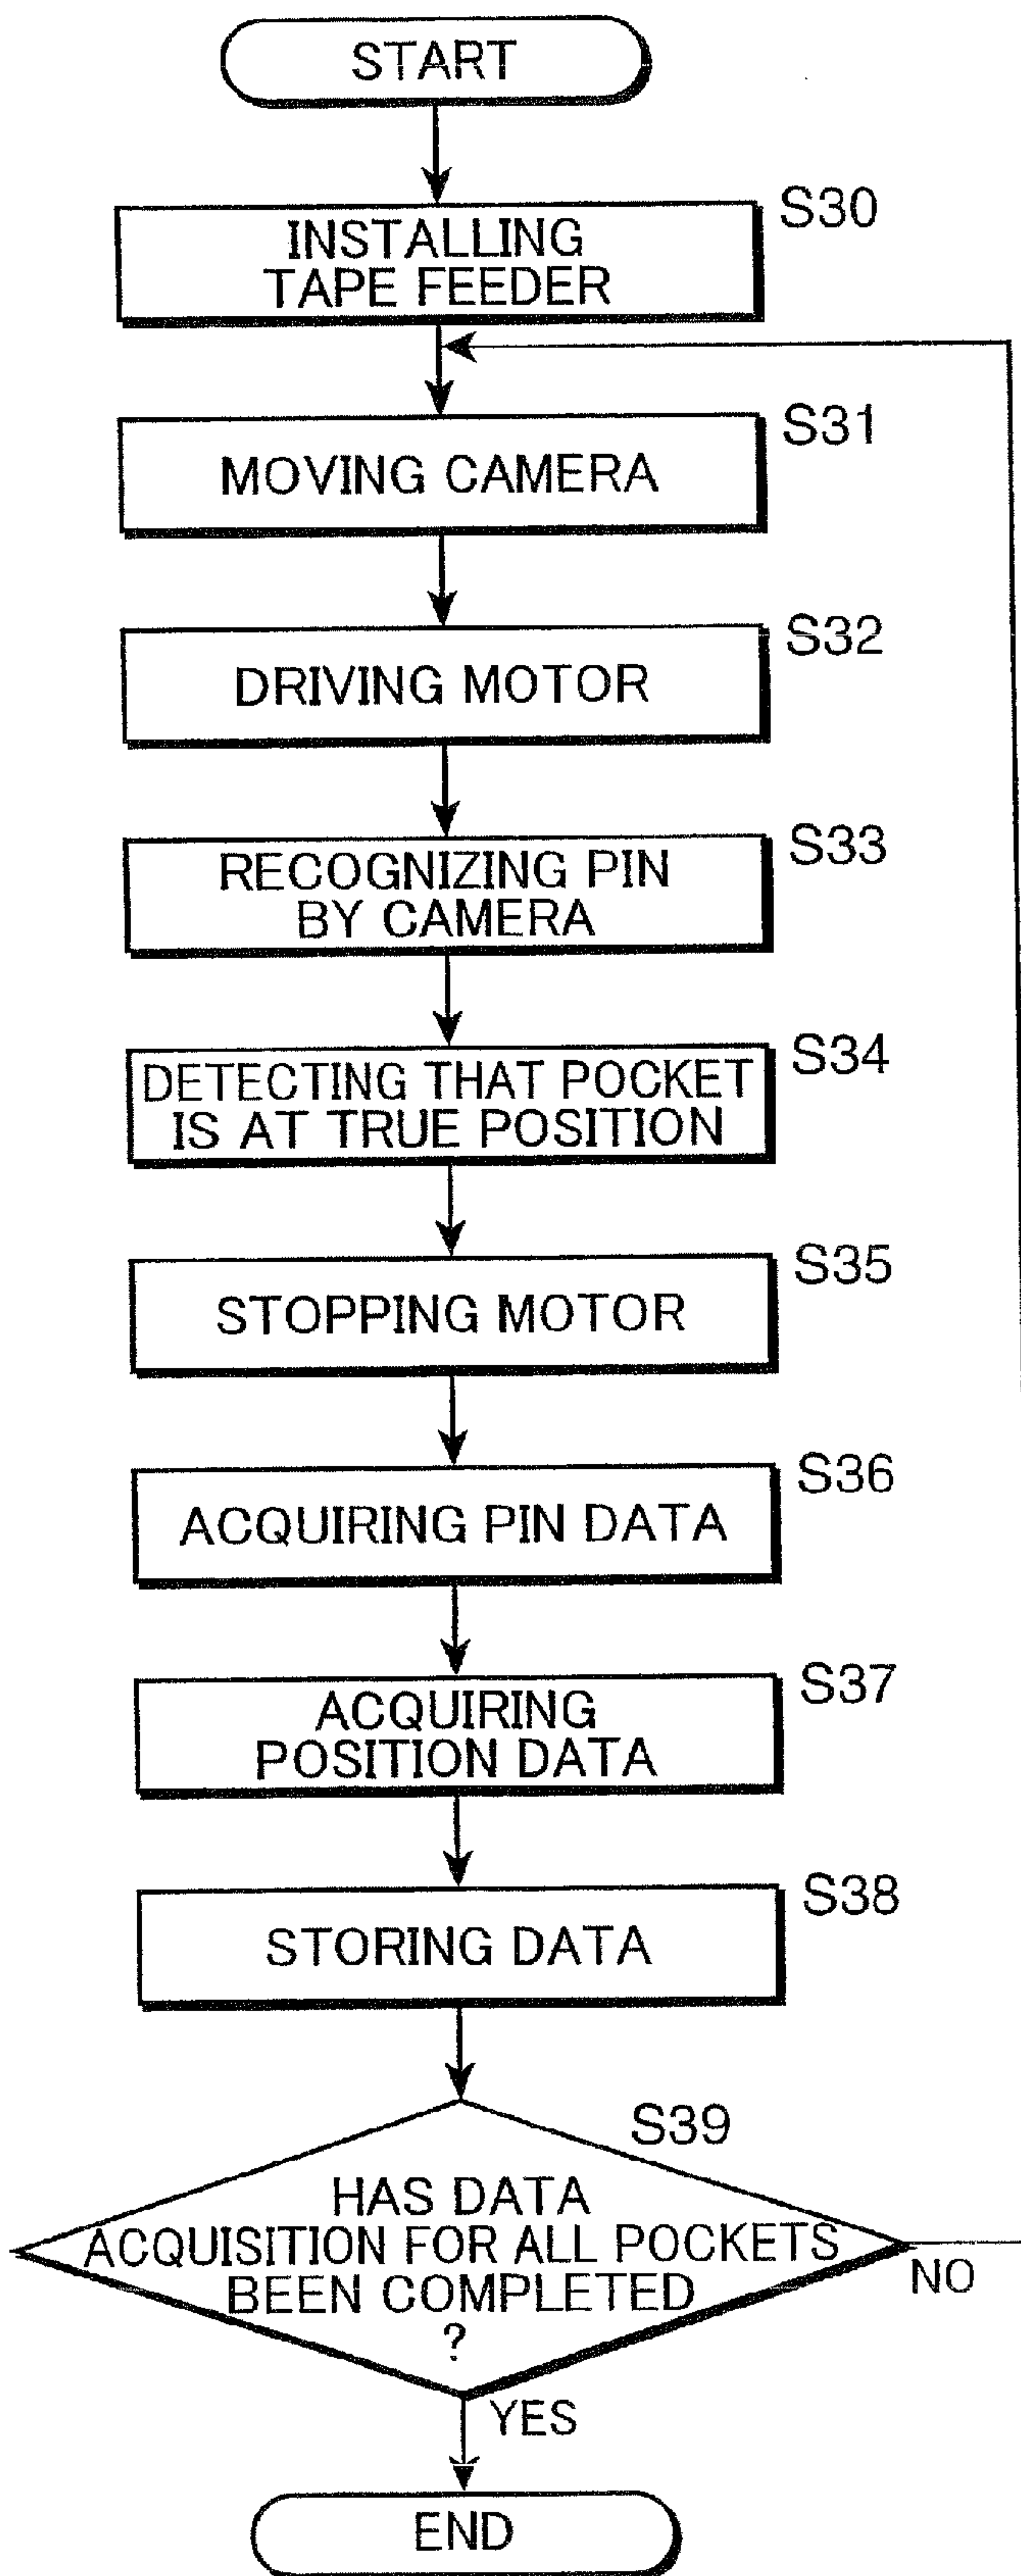 START
S30
INSTALLING
TAPE FEEDER
S31
MOVING CAMERA
S32
DRIVING MOTOR
S33
RECOGNIZING PIN
BY CAMERA
S34
DETECTING THAT POCKET
IS AT TRUE POSITION
S35
STOPPING MOTOR
S36
ACQUIRING PIN DATA
S37
ACQUIRING
POSITION DATA
S38
STORING DATA
S39
HAS DATA
ACQUISITION FOR ALL POCKETS
BEEN COMPLETED
?
NO
YES
END